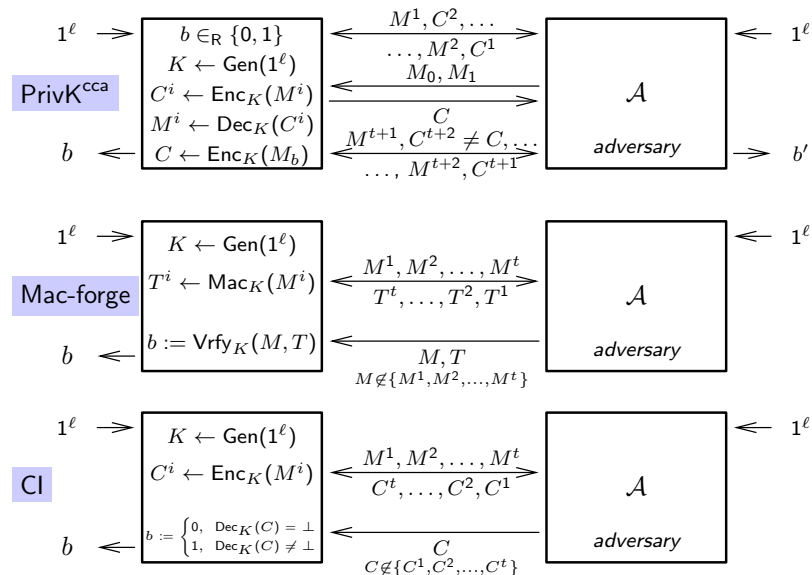 1^ℓ → b ∈_R {0, 1} M^1, C^2, … 1^ℓ
K ← Gen(1^ℓ) …, M^2, C^1
PrivK^cca C^i ← Enc_K(M^i) M_0, M_1 𝒜
M^i ← Dec_K(C^i) C
b ← C ← Enc_K(M_b) M^{t+1}, C^{t+2} ≠ C, … adversary → b′
…, M^{t+2}, C^{t+1}
1^ℓ → K ← Gen(1^ℓ) 1^ℓ
Mac-forge T^i ← Mac_K(M^i) M^1, M^2, …, M^t 𝒜
T^t, …, T^2, T^1
b ← b := Vrfy_K(M, T) M, T adversary
M∉{M^1,M^2,…,M^t}
1^ℓ → K ← Gen(1^ℓ) 1^ℓ
CI C^i ← Enc_K(M^i) M^1, M^2, …, M^t 𝒜
C^t, …, C^2, C^1
b := { 0, Dec_K(C) = ⊥
1, Dec_K(C) ≠ ⊥
b ← C adversary
C∉{C^1,C^2,…,C^t}